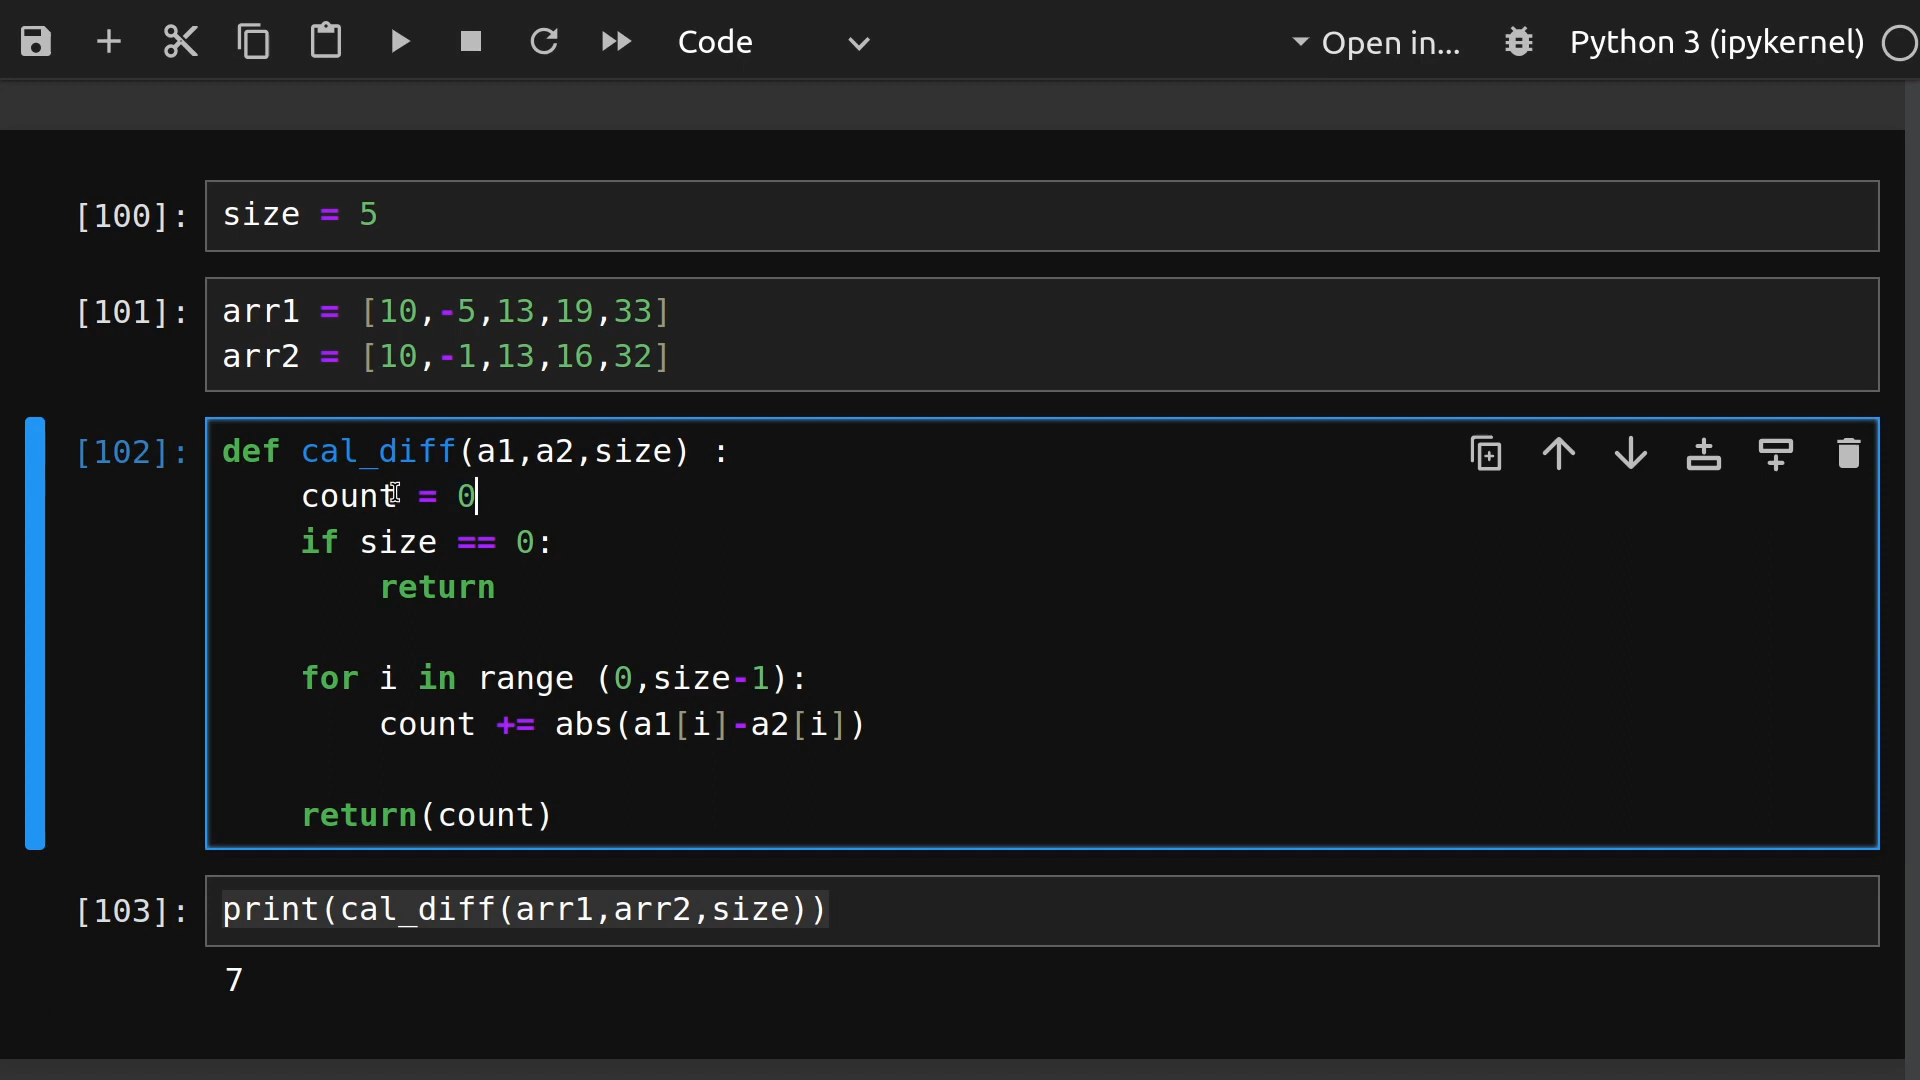 Code Open in... Python 3 (ipykernel)
[100]: size = 5
[101]: arr1 = [10,-5,13,19,33]
arr2 = [10,-1,13,16,32]
[102]: def cal_diff(a1,a2,size) :
count = 0
if size == 0:
return
for i in range (0,size-1):
count += abs(a1[i]-a2[i])
return(count)
[103]: print(cal_diff(arr1,arr2,size))
7